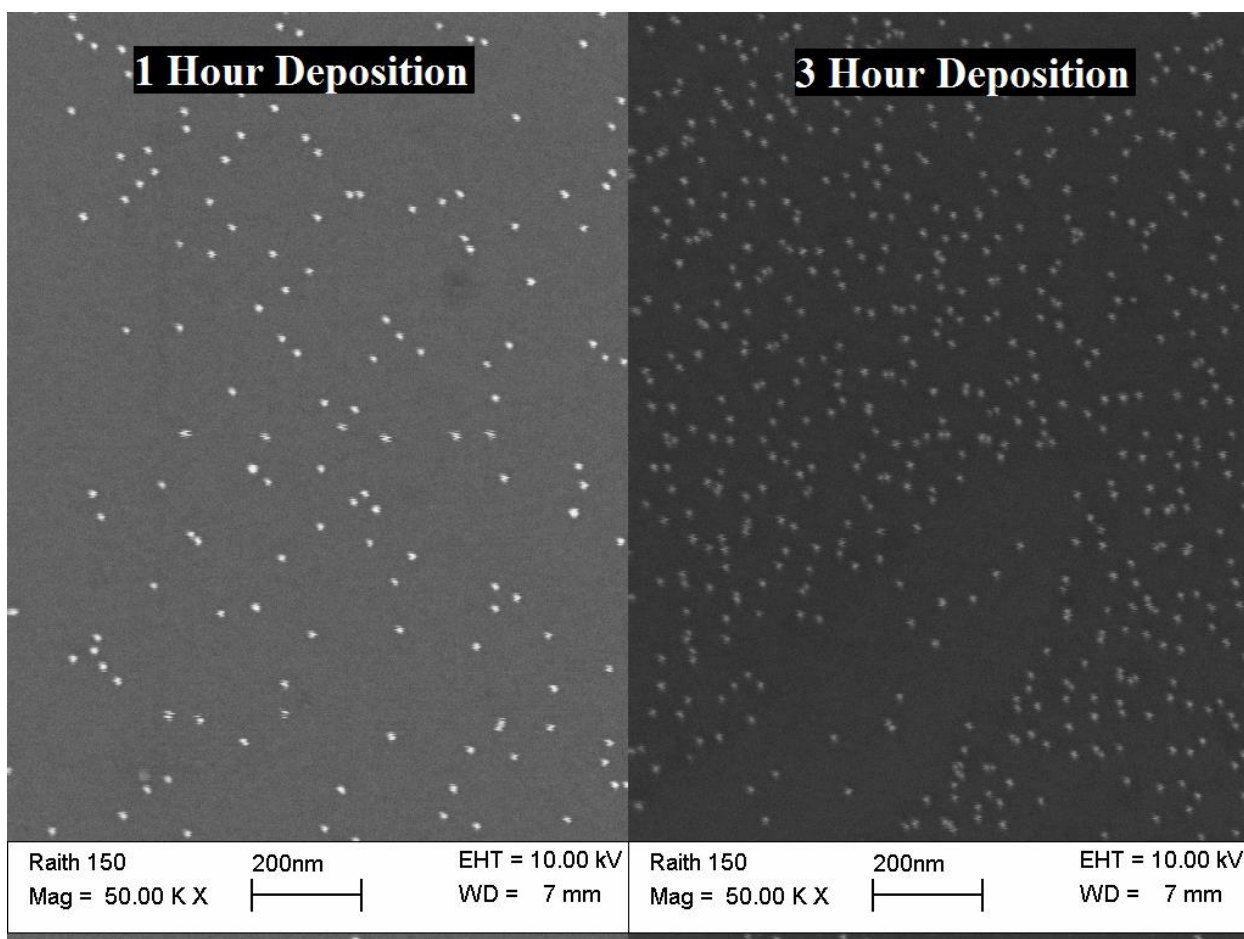 1 Hour Deposition
3 Hour Deposition
Raith 150
200nm
EHT = 10.00 kV
Mag = 50.00 K X
WD = 7 mm
Raith 150
200nm
EHT = 10.00 kV
Mag = 50.00 K X
WD = 7 mm